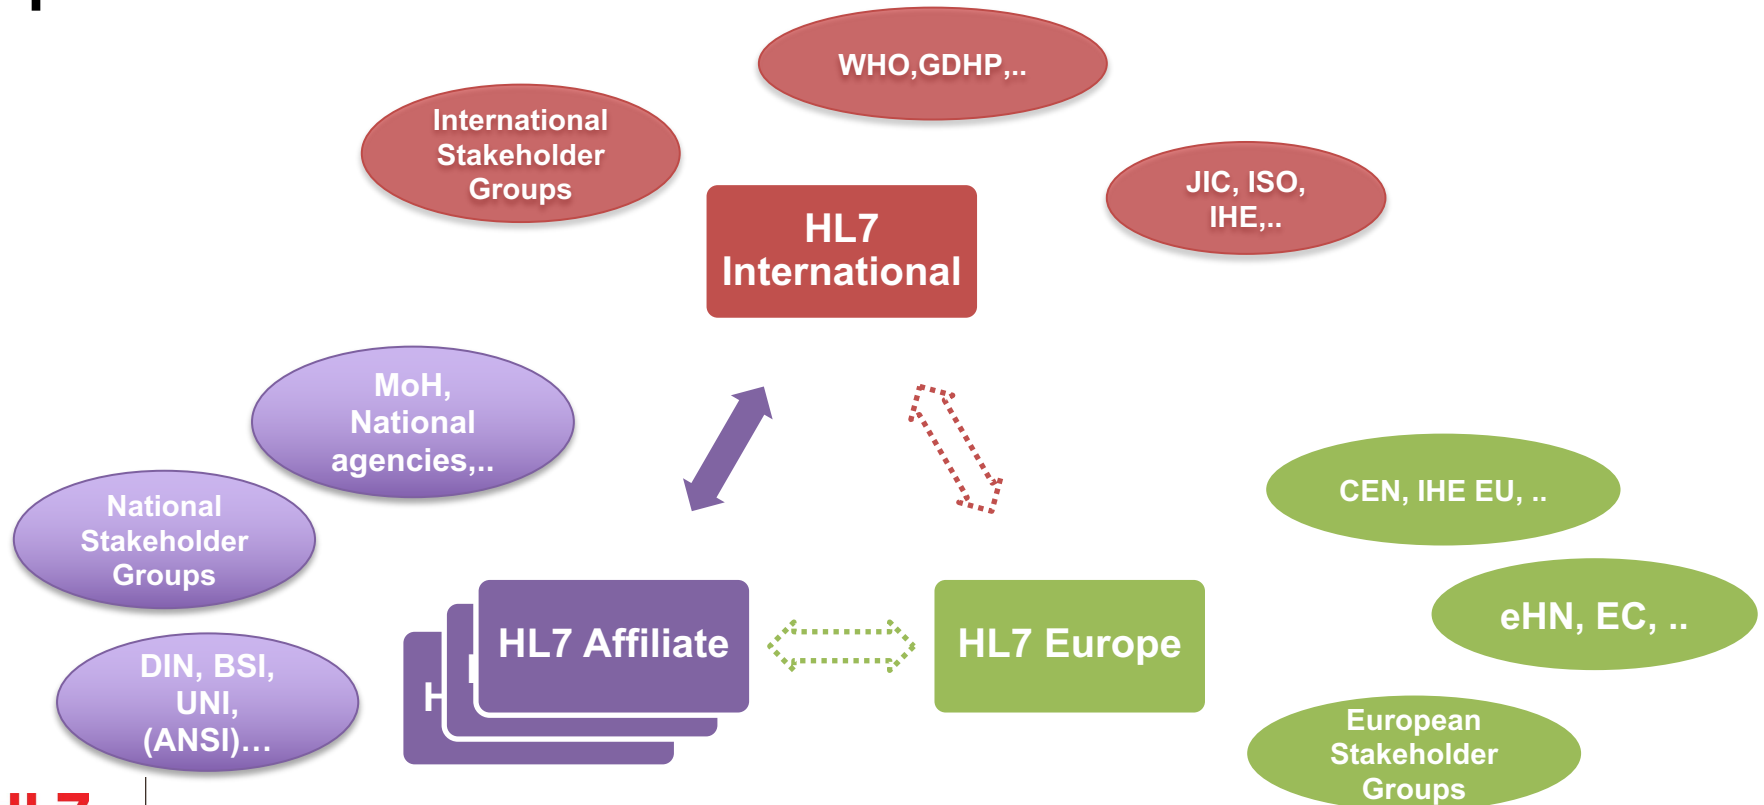 WHO,GDHP,..
International
Stakeholder
Groups
JIC, ISO,
IHE,..
HL7
International
MoH,
National
agencies,..
National
Stakeholder
Groups
CEN, IHE EU, ..
eHN, EC, ..
HL7 Affiliate
HL7 Europe
DIN, BSI,
UNI,
(ANSI)...
European
Stakeholder
Groups